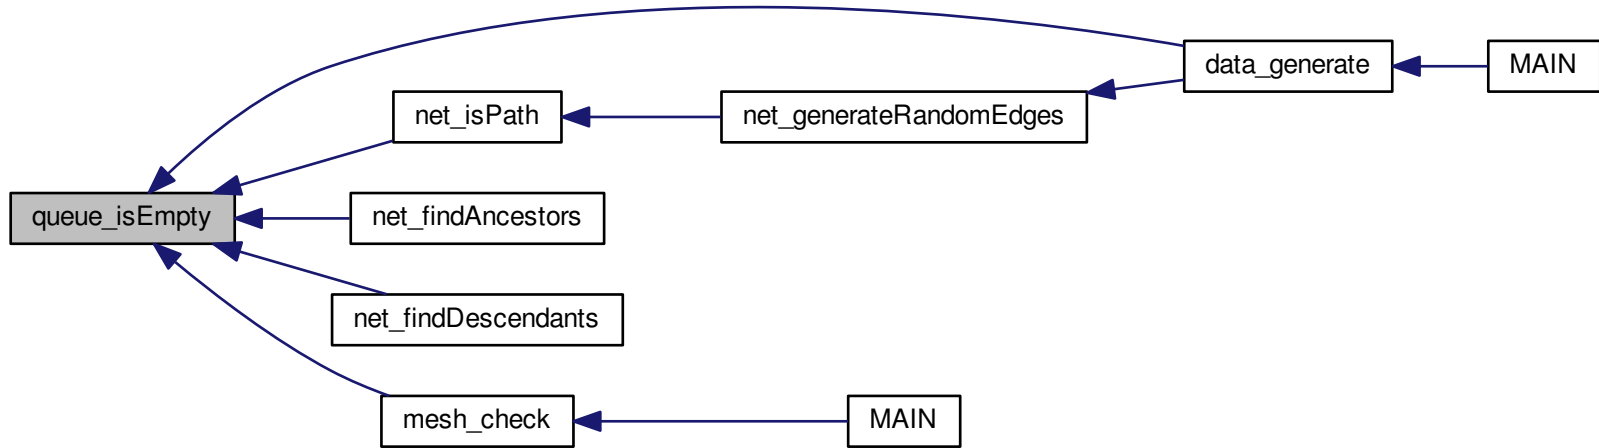 data_generate
MAIN
net_isPath
net_generateRandomEdges
queue_isEmpty
net_findAncestors
net_findDescendants
mesh_check
MAIN